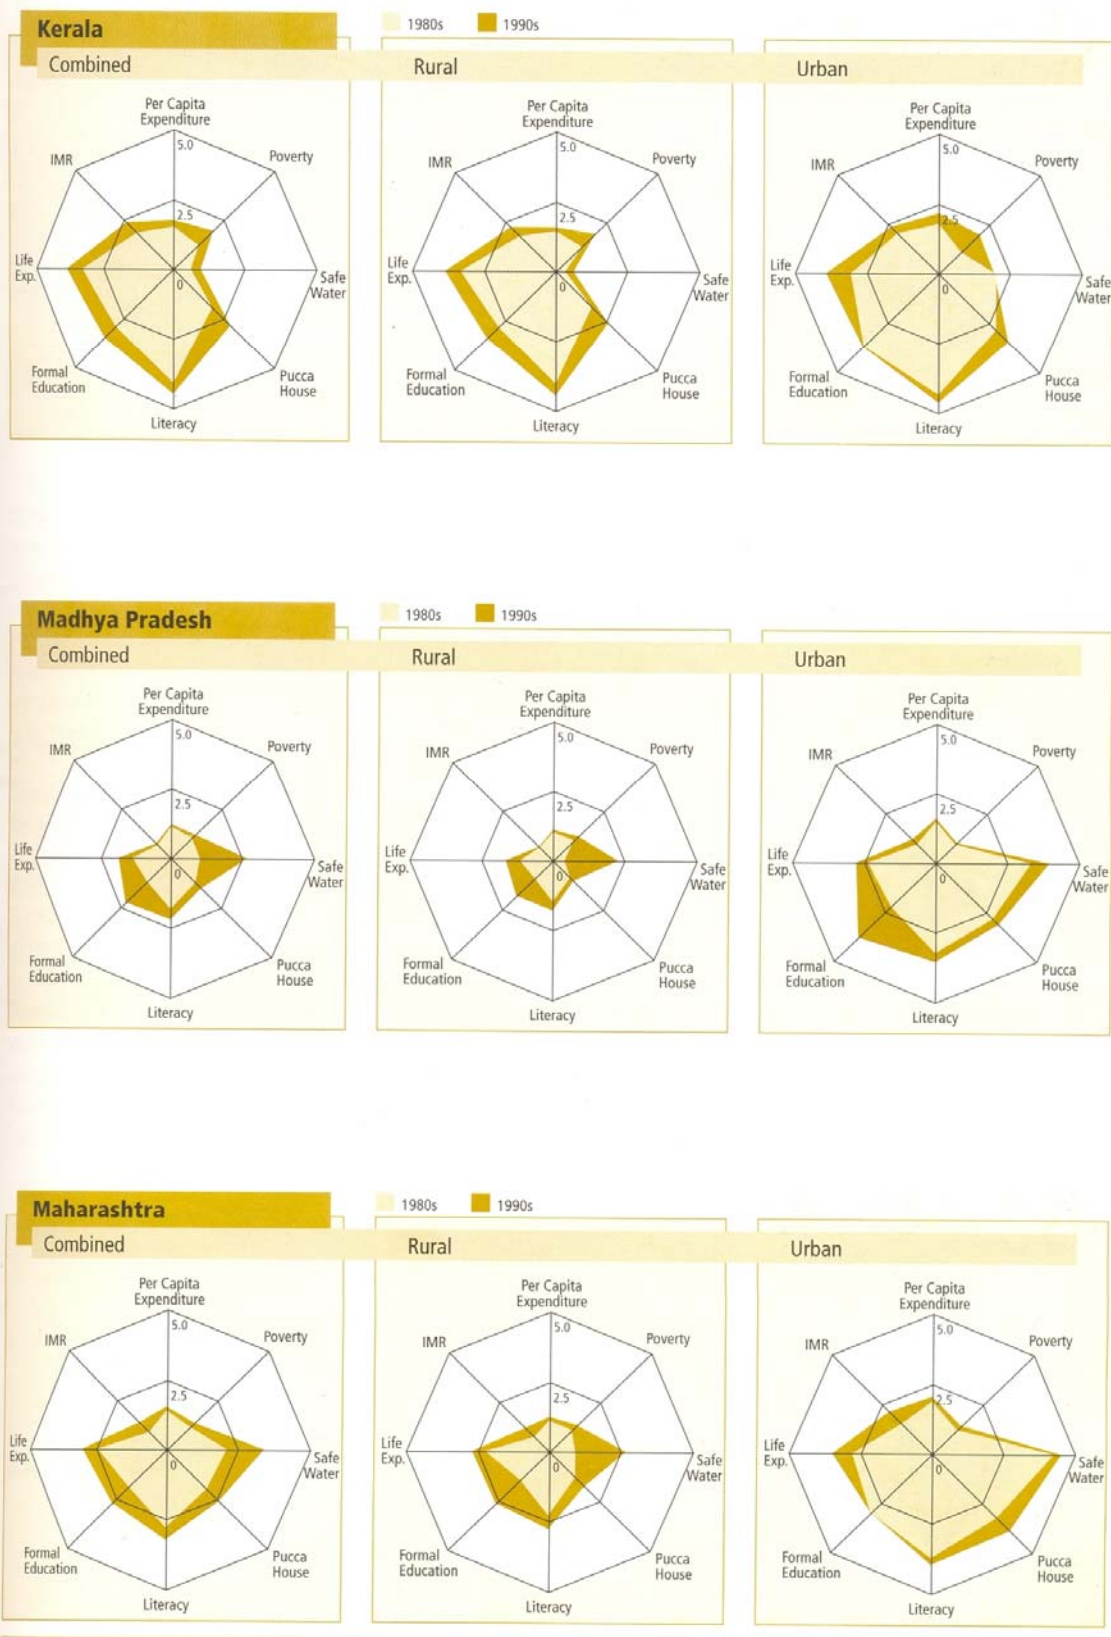 Kerala
1980s 1990s
Combined
Rural
Urban
Per Capita
Expenditure
5.0
Poverty
IMR
2.5
0
Life
Exp.
Safe
Water
Formal
Education
Pucca
House
Literacy
Per Capita
Expenditure
5.0
Poverty
IMR
2.5
0
Life
Exp.
Safe
Water
Formal
Education
Pucca
House
Literacy
Per Capita
Expenditure
5.0
Poverty
IMR
2.5
0
Life
Exp.
Safe
Water
Formal
Education
Pucca
House
Literacy
Madhya Pradesh
1980s 1990s
Combined
Rural
Urban
Per Capita
Expenditure
5.0
Poverty
IMR
2.5
0
Life
Exp.
Safe
Water
Formal
Education
Pucca
House
Literacy
Per Capita
Expenditure
5.0
Poverty
IMR
2.5
0
Life
Exp.
Safe
Water
Formal
Education
Pucca
House
Literacy
Per Capita
Expenditure
5.0
Poverty
IMR
2.5
0
Life
Exp.
Safe
Water
Formal
Education
Pucca
House
Literacy
Maharashtra
1980s 1990s
Combined
Rural
Urban
Per Capita
Expenditure
5.0
Poverty
IMR
2.5
0
Life
Exp.
Safe
Water
Formal
Education
Pucca
House
Literacy
Per Capita
Expenditure
5.0
Poverty
IMR
2.5
0
Life
Exp.
Safe
Water
Formal
Education
Pucca
House
Literacy
Per Capita
Expenditure
5.0
Poverty
IMR
2.5
0
Life
Exp.
Safe
Water
Formal
Education
Pucca
House
Literacy